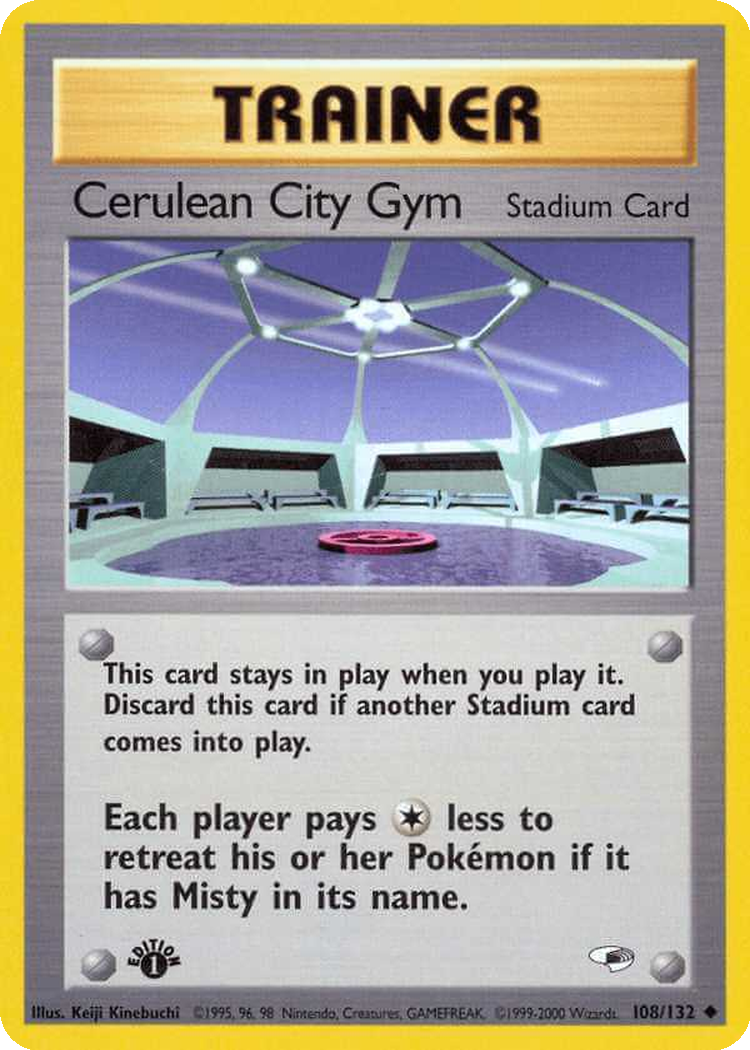 TRAINER
Cerulean City Gym Stadium Card
This card stays in play when you play it.
Discard this card if another Stadium card
comes into play.
Each player pays less to
retreat his or her Pokémon if it
has Misty in its name.
EDITION
1
Illus. Keiji Kinebuchi ©1995, 96, 98 Nintendo, Creatures, GAMEFREAK. ©1999-2000 Wizards. 108/132